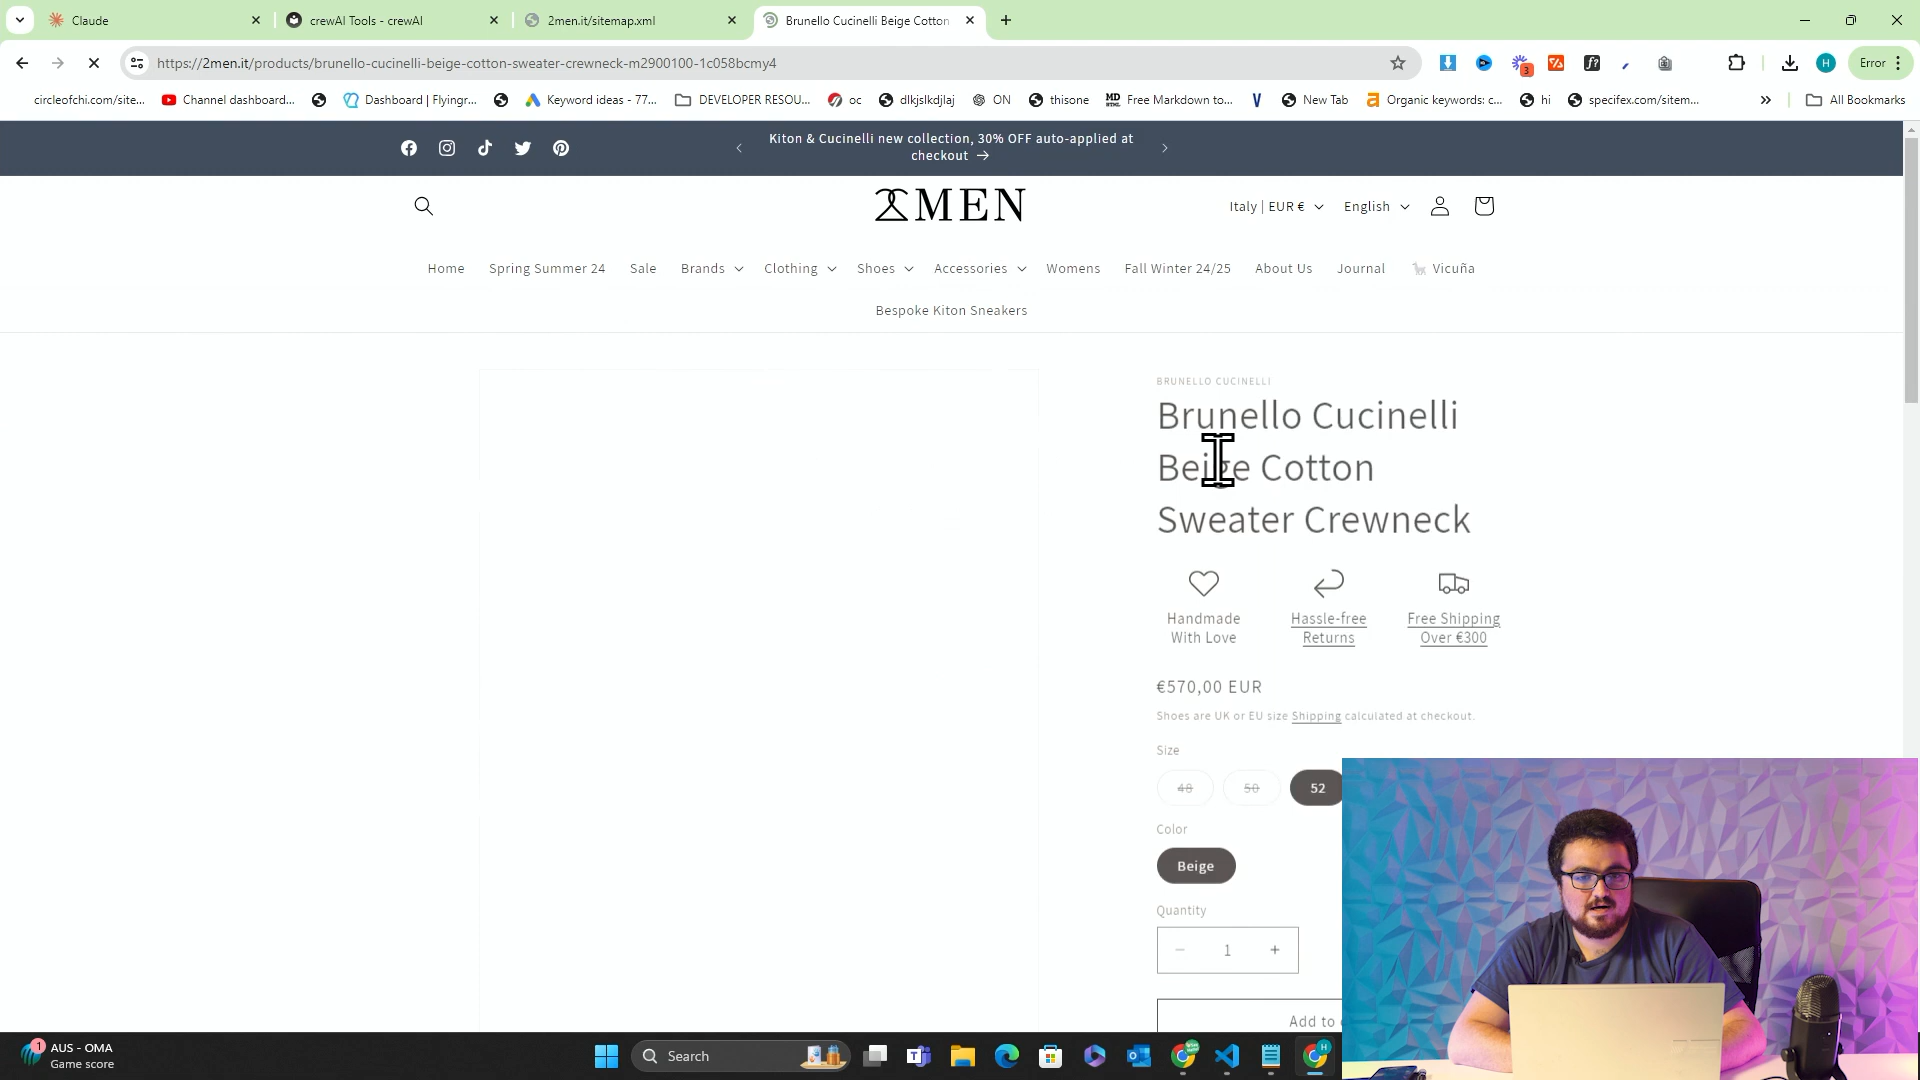 Claude
crewAI Tools - crewAI
2men.it/sitemap.xml
Brunello Cucinelli Beige Cotton
https://2men.it/products/brunello-cucinelli-beige-cotton-sweater-crewneck-m2900100-1c058bcmy4
3
f?
H
Error
circleofchi.com/site...
Channel dashboard...
Dashboard | Flyingr...
Keyword ideas - 77...
DEVELOPER RESOU...
oc
dlkjslkdjlaj
ON
thisone
MD
Free Markdown to...
V
New Tab
Organic keywords: c...
hi
specifex.com/sitem...
All Bookmarks
Kiton & Cucinelli new collection, 30% OFF auto-applied at
checkout
2MEN
Italy | EUR €
English
Home
Spring Summer 24
Sale
Brands
Clothing
Shoes
Accessories
Womens
Fall Winter 24/25
About Us
Journal
Vicuña
Bespoke Kiton Sneakers
BRUNELLO CUCINELLI
Brunello Cucinelli
Beige Cotton
Sweater Crewneck
Handmade
With Love
Hassle-free
Returns
Free Shipping
Over €300
€570,00 EUR
Shoes are UK or EU size Shipping calculated at checkout.
Size
48
50
52
Color
Beige
Quantity
1
Add to
1
AUS - OMA
Game score
Search
H